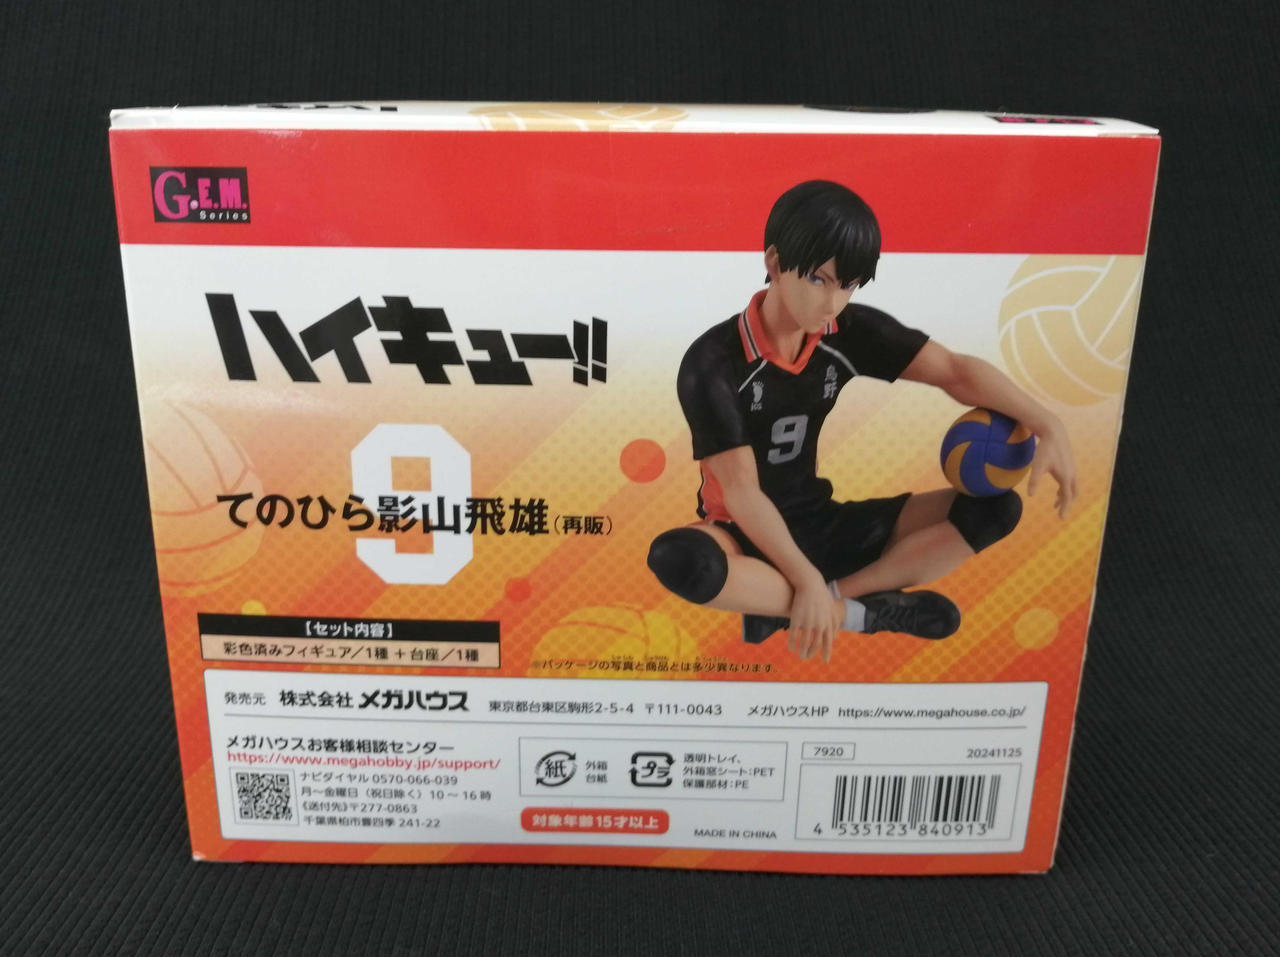 G.E.M.
Series
ハイキュー!!
9
てのひら影山飛雄(再販)
烏野
9
【セット内容】
彩色済みフィギュア/1種 + 台座/1種
※パッケージの写真と商品とは多少異なります。
発売元 株式会社 メガハウス 東京都台東区駒形2-5-4 〒111-0043 メガハウスHP https://www.megahouse.co.jp/
メガハウスお客様相談センター
https://www.megahobby.jp/support/
ナビダイヤル 0570-066-039
月~金曜日(祝日除く)10~16時
《送付先》〒277-0863
千葉県柏市豊四季 241-22
紙
外箱
台紙
プラ
透明トレイ、
外箱窓シート:PET
保護部材:PE
対象年齢15才以上
MADE IN CHINA
7920
20241125
4 535123 840913